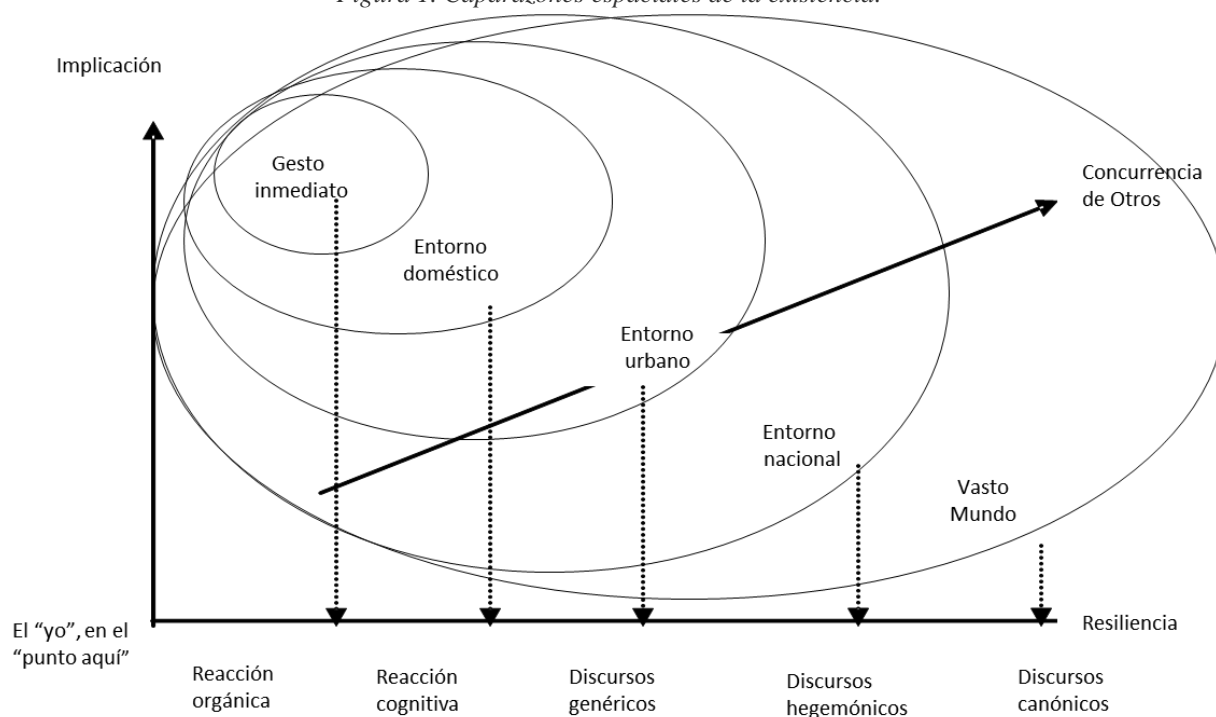 Figura 1. Caparazones espaciales de la existencia.
Implicación
Gesto
inmediato
Concurrencia
de Otros
Entorno
doméstico
Entorno
urbano
Entorno
nacional
Vasto
Mundo
El “yo”, en el
“punto aquí”
Resiliencia
Reacción
orgánica
Reacción
cognitiva
Discursos
genéricos
Discursos
hegemónicos
Discursos
canónicos